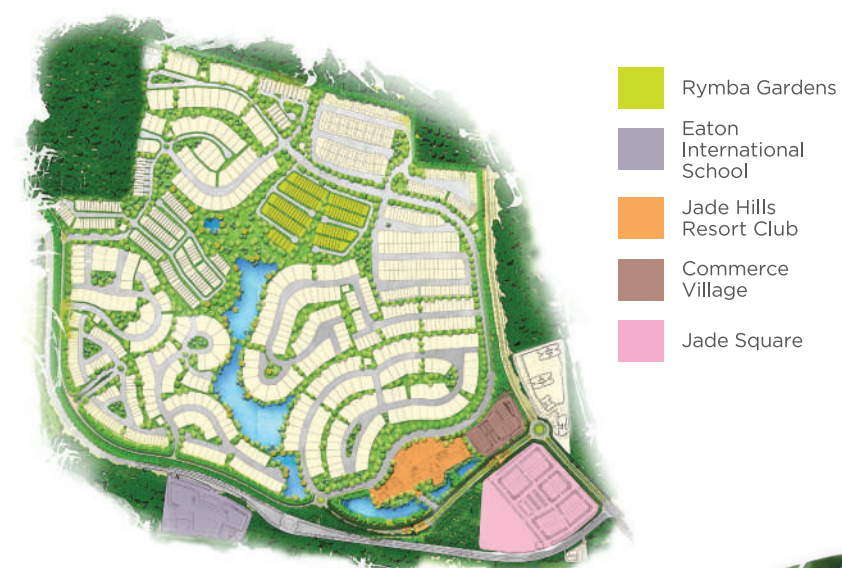 Rymba Gardens
Eaton
International
School
Jade Hills
Resort Club
Commerce
Village
Jade Square